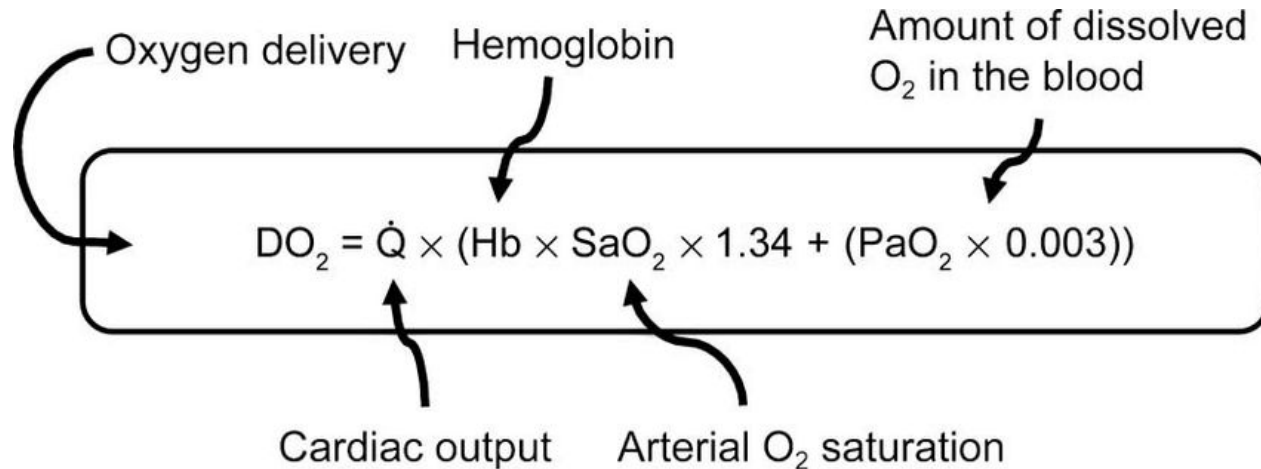 Oxygen delivery
Hemoglobin
Amount of dissolved
O₂ in the blood
DO₂ = Q̇ × (Hb × SaO₂ × 1.34 + (PaO₂ × 0.003))
Cardiac output
Arterial O₂ saturation